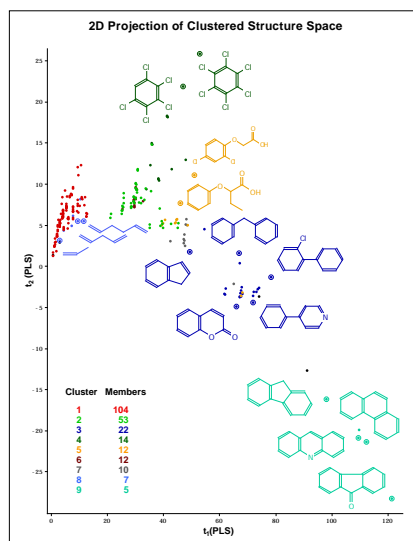 2D Projection of Clustered Structure Space
25
20
15
10
5
0
-5
-10
-15
-20
-25
t2 (PLS)
Cl
Cl
Cl
Cl
Cl
Cl
Cl
Cl
Cl
Cl
Cl
O
O
OH
Cl
Cl
O
O
OH
Cl
O
O
N
N
O
Cluster Members
1 104
2 53
3 22
4 14
5 12
6 12
7 10
8 7
9 5
0 20 40 60 80 100 120
t1(PLS)